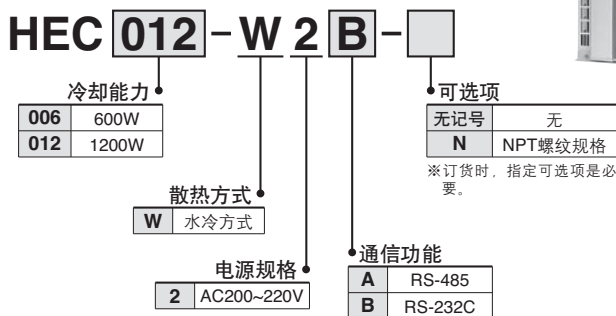 HEC 012 - W 2 B -
冷却能力
006 600W
012 1200W
可选项
无记号 无
N NPT螺纹规格
※订货时，指定可选项是必
要。
散热方式
W 水冷方式
电源规格
2 AC200~220V
通信功能
A RS-485
B RS-232C